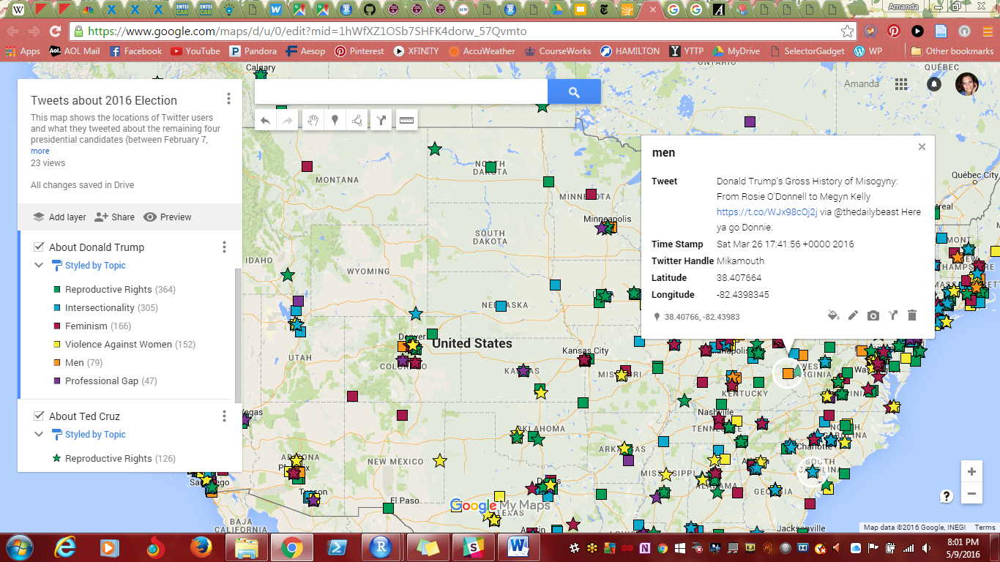 Amanda
https://www.google.com/maps/d/u/0/edit?mid=1hWfXZ1OSb7SHFK4dorw_57Qvmto
Apps AOL Mail Facebook YouTube Pandora Aesop Pinterest XFINITY AccuWeather CourseWorks HAMILTON YTTP MyDrive SelectorGadget WP Other bookmarks
Calgary
ONTARIO
QUÉBEC
Amanda
Tweets about 2016 Election
This map shows the locations of Twitter users
and what they tweeted about the remaining four
presidential candidates (between February 7,
more
23 views
All changes saved in Drive
Add layer Share Preview
About Donald Trump
Styled by Topic
Reproductive Rights (364)
Intersectionality (305)
Feminism (166)
Violence Against Women (152)
Men (79)
Professional Gap (47)
About Ted Cruz
Styled by Topic
Reproductive Rights (126)
men
Tweet Donald Trump's Gross History of Misogyny:
From Rosie O'Donnell to Megyn Kelly
https://t.co/WJx98cOj2j via @thedailybeast Here
ya go Donnie.
Time Stamp Sat Mar 26 17:41:56 +0000 2016
Twitter Handle Mikamouth
Latitude 38.407664
Longitude -82.4398345
38.40766, -82.43983
NORTH
DAKOTA
MONTANA
MINNESOTA
Minneapolis
Québec City
SOUTH
DAKOTA
IDAHO
WYOMING
NEBRASKA
Denver
United States
Kansas City
UTAH
COLORADO
KANSAS
MISSOURI
WEST
VIRGINIA
KENTUCKY
Nashville
TENNESSEE
OKLAHOMA
ARKANSAS
NORTH
CAROLINA
Charlotte
ARIZONA
NEW MEXICO
MISSISSIPPI
ALABAMA
GEORGIA
SOUTH
CAROLINA
San Diego
Tucson
El Paso
Dallas
TEXAS
Google My Maps
BAJA
CALIFORNIA
Austin
Jacksonville
Map data ©2016 Google, INEGI Terms
8:01 PM
5/9/2016